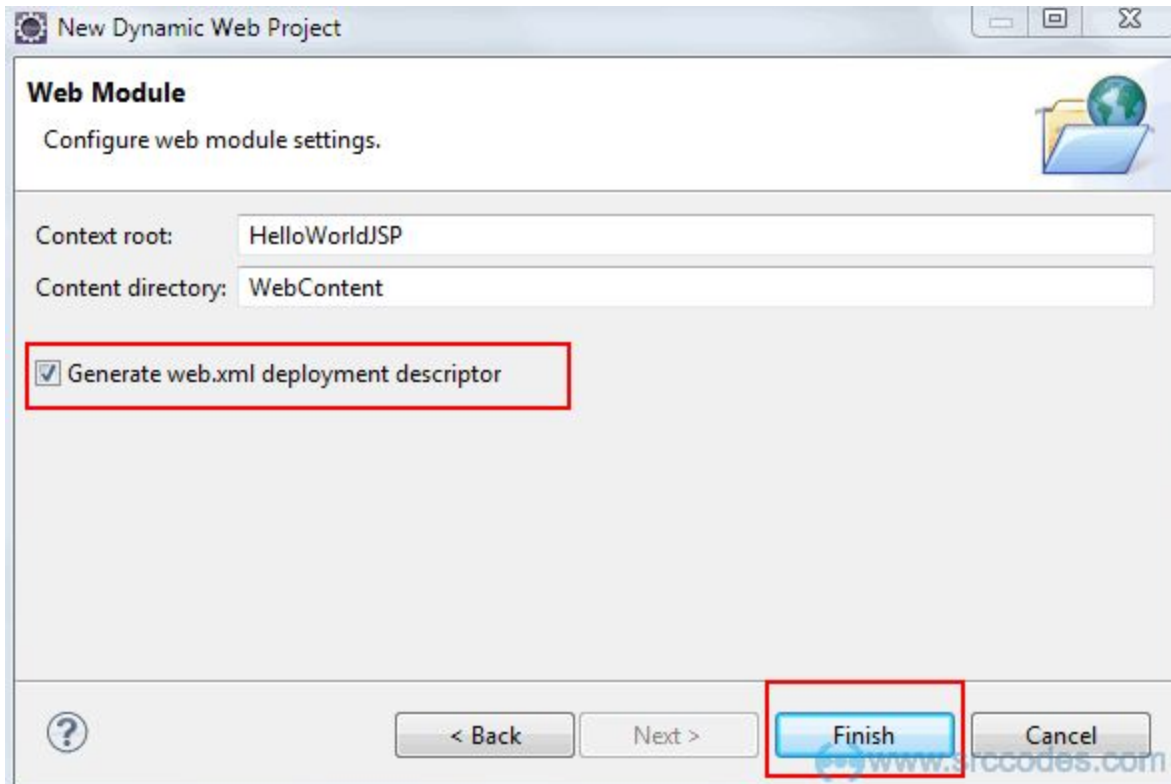 New Dynamic Web Project
Web Module
Configure web module settings.
Context root: HelloWorldJSP
Content directory: WebContent
Generate web.xml deployment descriptor
? < Back Next > Finish Cancel
www.srccodes.com